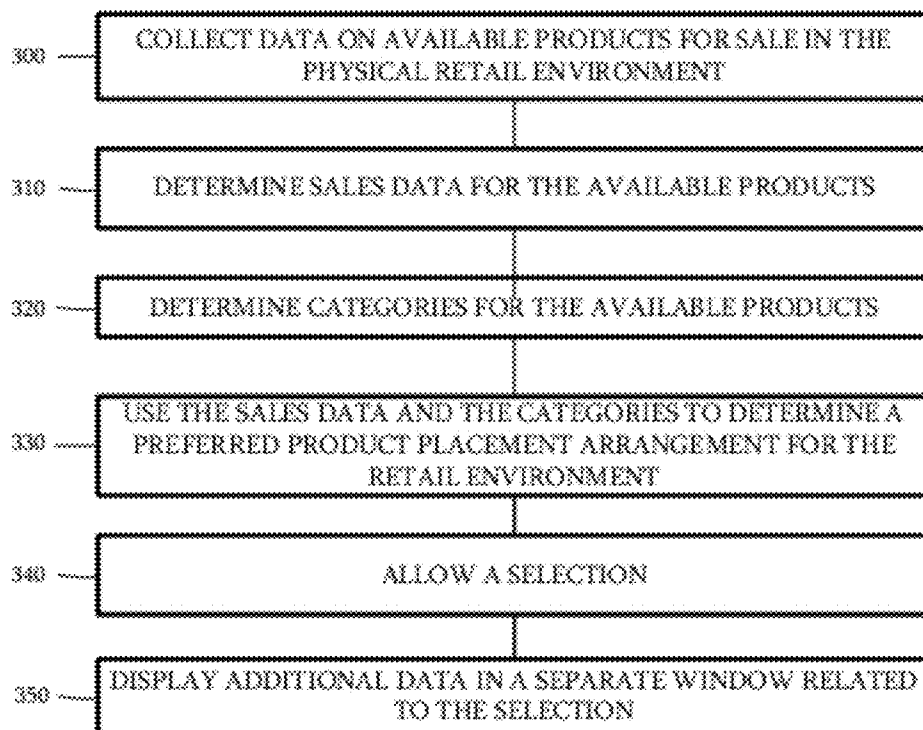 300 COLLECT DATA ON AVAILABLE PRODUCTS FOR SALE IN THE
PHYSICAL RETAIL ENVIRONMENT
310 DETERMINE SALES DATA FOR THE AVAILABLE PRODUCTS
320 DETERMINE CATEGORIES FOR THE AVAILABLE PRODUCTS
USE THE SALES DATA AND THE CATEGORIES TO DETERMINE A
330 PREFERRED PRODUCT PLACEMENT ARRANGEMENT FOR THE
RETAIL ENVIRONMENT
340 ALLOW A SELECTION
350 DISPLAY ADDITIONAL DATA IN A SEPARATE WINDOW RELATED
TO THE SELECTION